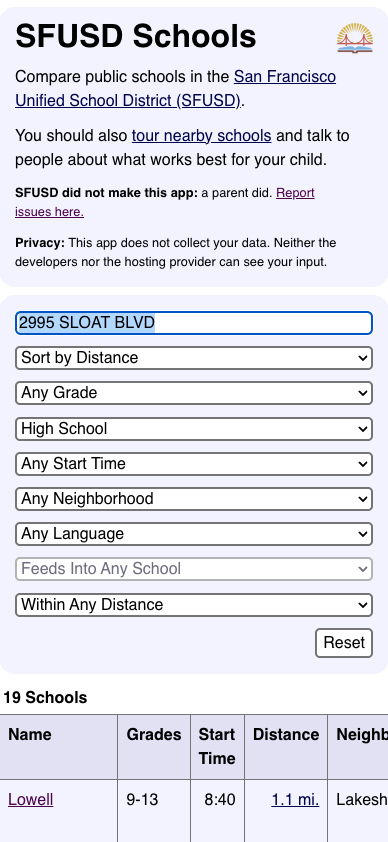 SFUSD Schools
Compare public schools in the San Francisco
Unified School District (SFUSD).
You should also tour nearby schools and talk to
people about what works best for your child.
SFUSD did not make this app: a parent did. Report
issues here.
Privacy: This app does not collect your data. Neither the
developers nor the hosting provider can see your input.
2995 SLOAT BLVD
Sort by Distance
Any Grade
High School
Any Start Time
Any Neighborhood
Any Language
Feeds Into Any School
Within Any Distance
Reset
19 Schools
Name Grades Start Time Distance Neighb
Lowell 9-13 8:40 1.1 mi. Lakesh